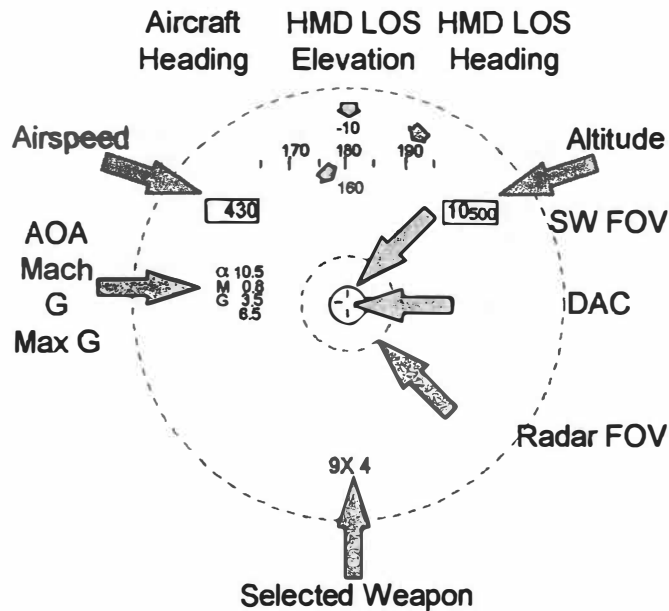 Aircraft Heading
HMD LOS Elevation
HMD LOS Heading
Airspeed
Altitude
-10
170 180 190
160
430
10500
SW FOV
AOA
Mach
G
Max G
α 10.5
M 0.8
G 3.5
6.5
DAC
Radar FOV
9X 4
Selected Weapon